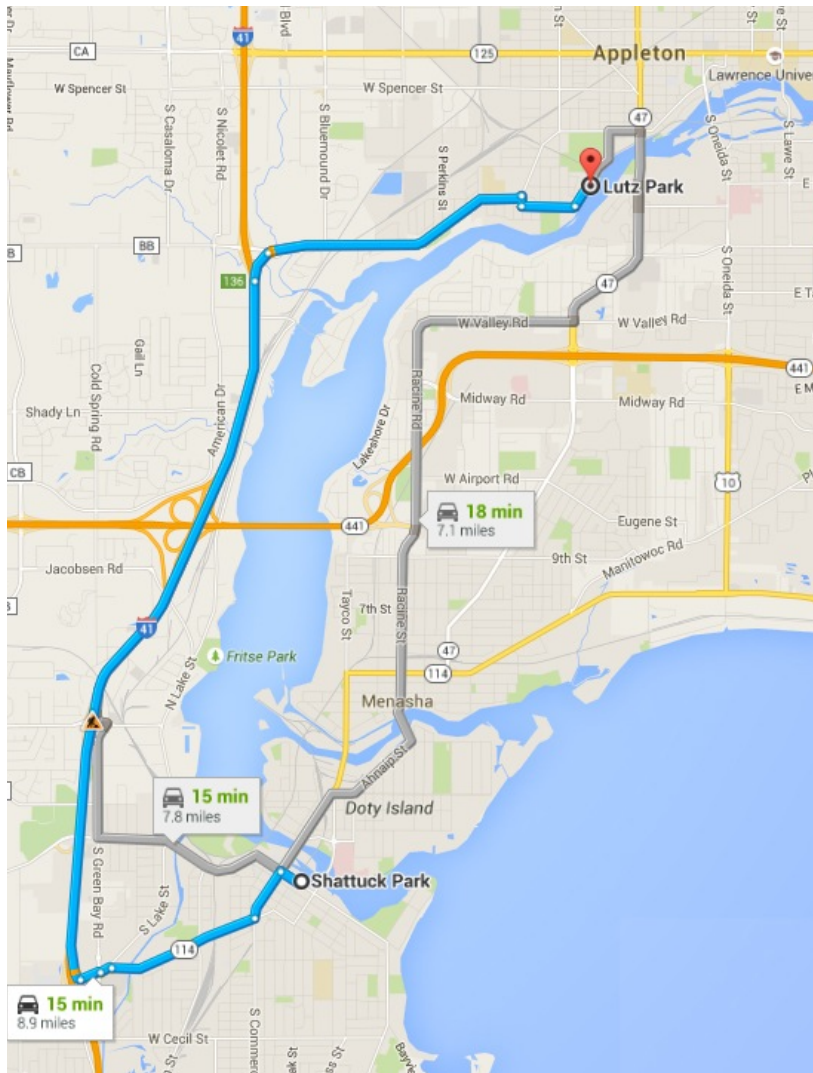 41
CA
125
Appleton
Lawrence Unive
W Spencer St
W Spencer St
S Casaloma Dr
S Nicolet Rd
S Bluemound Dr
S Perkins St
47
S Oneida St
S Lawe St
Lutz Park
BB
136
47
S Oneida St
W Valley Rd
W Valley Rd
441
Gaill Ln
Cold Spring Rd
American Dr
Racine Rd
Midway Rd
Midway Rd
Shady Ln
Lakeshore Dr
CB
W Airport Rd
10
18 min
7.1 miles
441
Eugene St
9th St
Manitowoc Rd
Jacobsen Rd
Tayco St
7th St
Racine St
41
Fritse Park
N Lake St
47
114
Menasha
Ahnaip St
15 min
7.8 miles
Doty Island
Shattuck Park
S Green Bay Rd
S Lake St
114
15 min
8.9 miles
W Cecil St
S Commerc